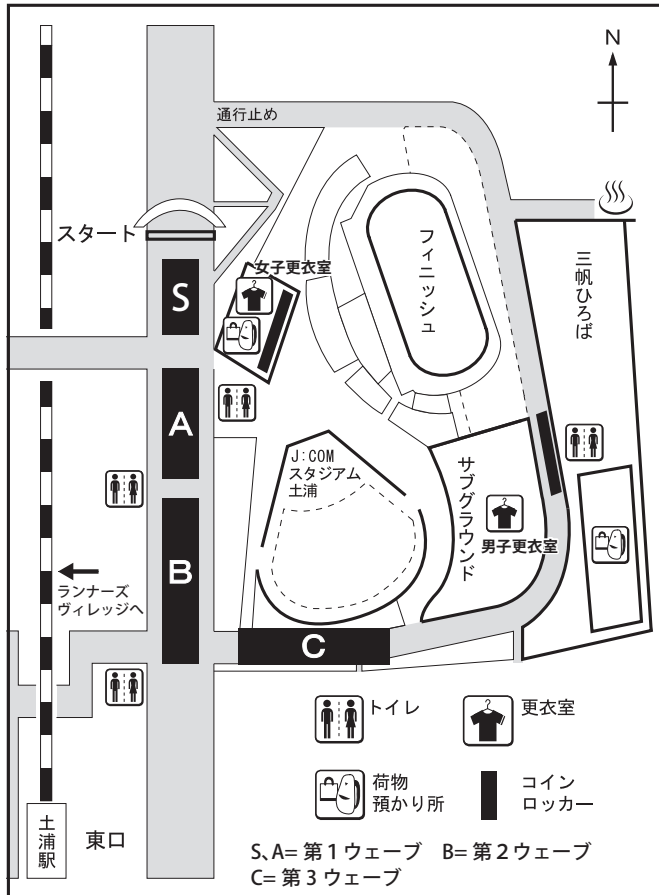 N
通行止め
スタート
女子更衣室
S
フィニッシュ
三帆ひろば
A
J:COM
スタジアム
土浦
サブグラウンド
男子更衣室
B
ランナーズ
ヴィレッジへ
C
トイレ
更衣室
荷物
預かり所
コイン
ロッカー
土浦駅
東口
S、A= 第1ウェーブ B= 第2ウェーブ
C= 第3ウェーブ